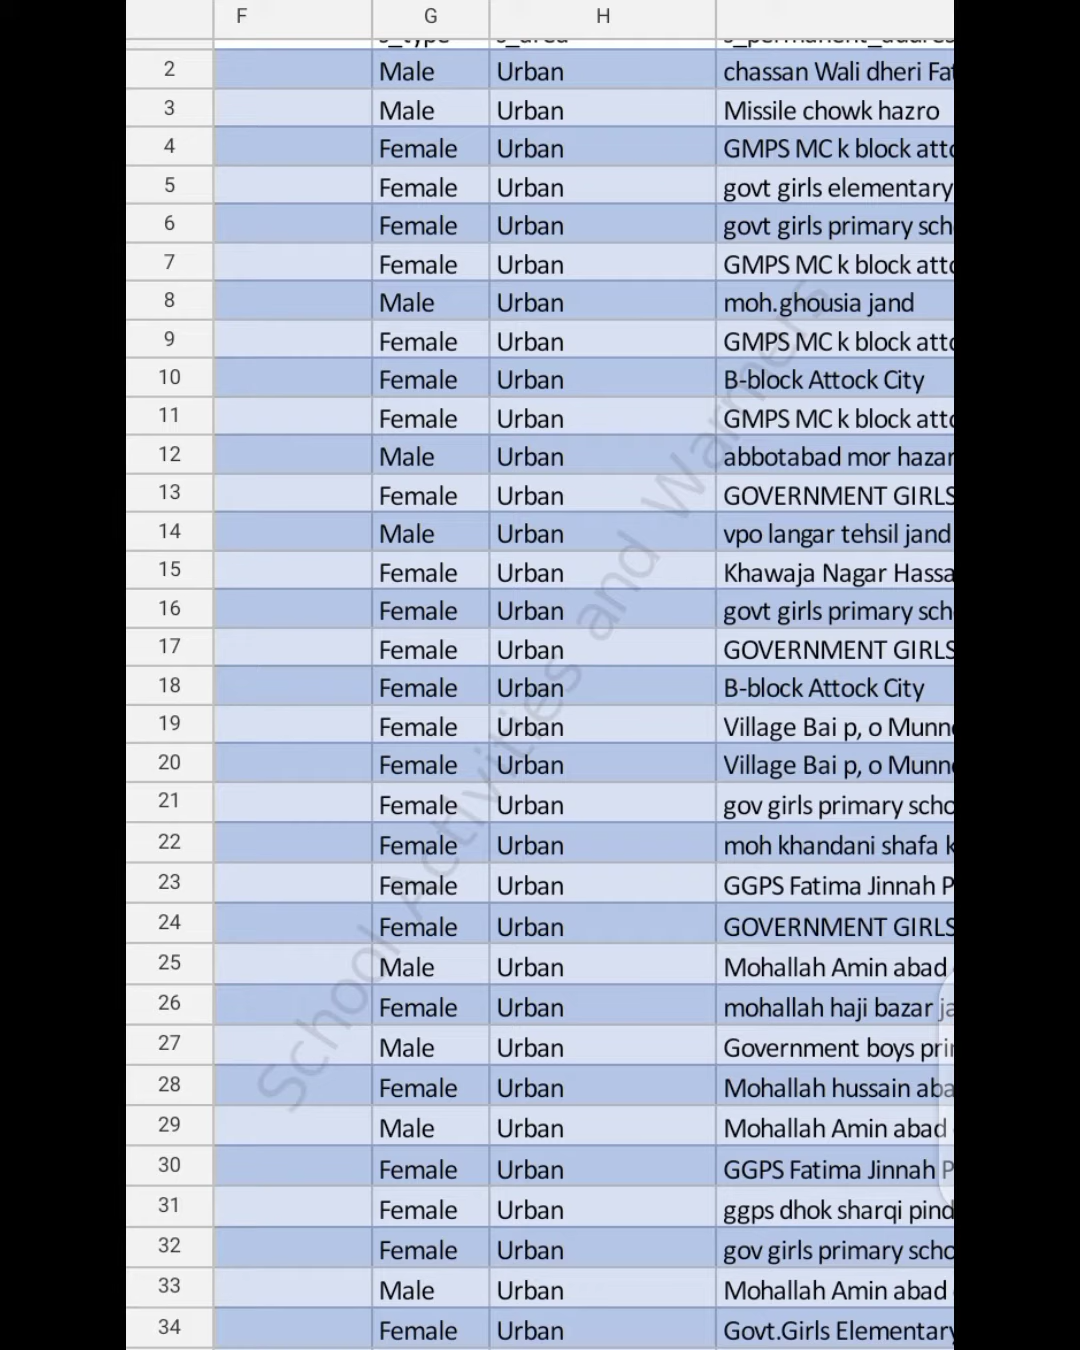 F G H
s_type s_area s_permanent_addres
2 Male Urban chassan Wali dheri Fat
3 Male Urban Missile chowk hazro
4 Female Urban GMPS MC k block atto
5 Female Urban govt girls elementary
6 Female Urban govt girls primary sch
7 Female Urban GMPS MC k block atto
8 Male Urban moh.ghousia jand
9 Female Urban GMPS MC k block atto
10 Female Urban B-block Attock City
11 Female Urban GMPS MC k block atto
12 Male Urban abbotabad mor hazar
13 Female Urban GOVERNMENT GIRLS
14 Male Urban vpo langar tehsil jand
15 Female Urban Khawaja Nagar Hassa
16 Female Urban govt girls primary sch
17 Female Urban GOVERNMENT GIRLS
18 Female Urban B-block Attock City
19 Female Urban Village Bai p, o Munn
20 Female Urban Village Bai p, o Munn
21 Female Urban gov girls primary scho
22 Female Urban moh khandani shafa k
23 Female Urban GGPS Fatima Jinnah P
24 Female Urban GOVERNMENT GIRLS
25 Male Urban Mohallah Amin abad
26 Female Urban mohallah haji bazar ja
27 Male Urban Government boys pri
28 Female Urban Mohallah hussain aba
29 Male Urban Mohallah Amin abad
30 Female Urban GGPS Fatima Jinnah P
31 Female Urban ggps dhok sharqi pind
32 Female Urban gov girls primary scho
33 Male Urban Mohallah Amin abad
34 Female Urban Govt.Girls Elementary
School Activities and Warmers